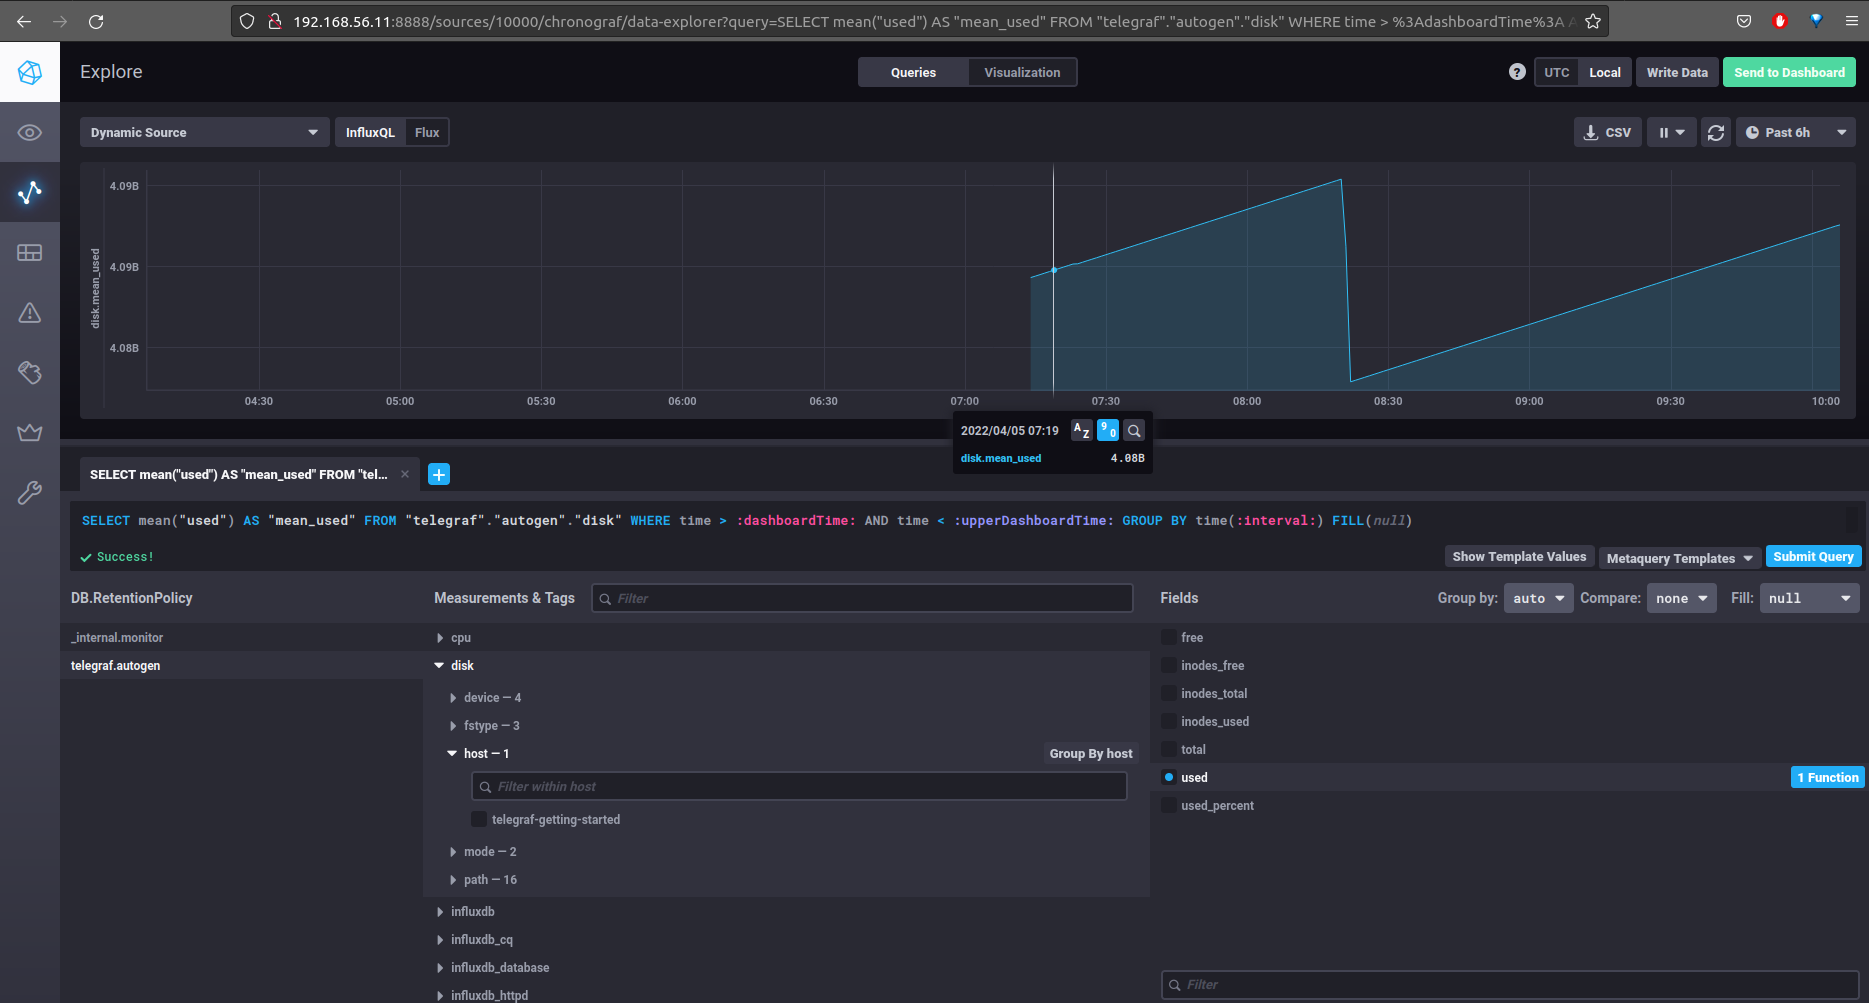 192.168.56.11:8888/sources/10000/chronograf/data-explorer?query=SELECT mean("used") AS "mean_used" FROM "telegraf"."autogen"."disk" WHERE time > %3AdashboardTime%3A A
Explore
Queries
Visualization
?
UTC
Local
Write Data
Send to Dashboard
Dynamic Source
InfluxQL
Flux
CSV
Past 6h
disk.mean_used
4.09B
4.09B
4.08B
04:30
05:00
05:30
06:00
06:30
07:00
07:30
08:00
08:30
09:00
09:30
10:00
2022/04/05 07:19
A Z
9 0
disk.mean_used
4.08B
SELECT mean("used") AS "mean_used" FROM "tel...
SELECT mean("used") AS "mean_used" FROM "telegraf"."autogen"."disk" WHERE time > :dashboardTime: AND time < :upperDashboardTime: GROUP BY time(:interval:) FILL(null)
Success!
Show Template Values
Metaquery Templates
Submit Query
DB.RetentionPolicy
Measurements & Tags
Filter
Fields
Group by:
auto
Compare:
none
Fill:
null
_internal.monitor
telegraf.autogen
cpu
disk
device — 4
fstype — 3
host — 1
Group By host
Filter within host
telegraf-getting-started
mode — 2
path — 16
influxdb
influxdb_cq
influxdb_database
influxdb_httpd
free
inodes_free
inodes_total
inodes_used
total
used
1 Function
used_percent
Filter